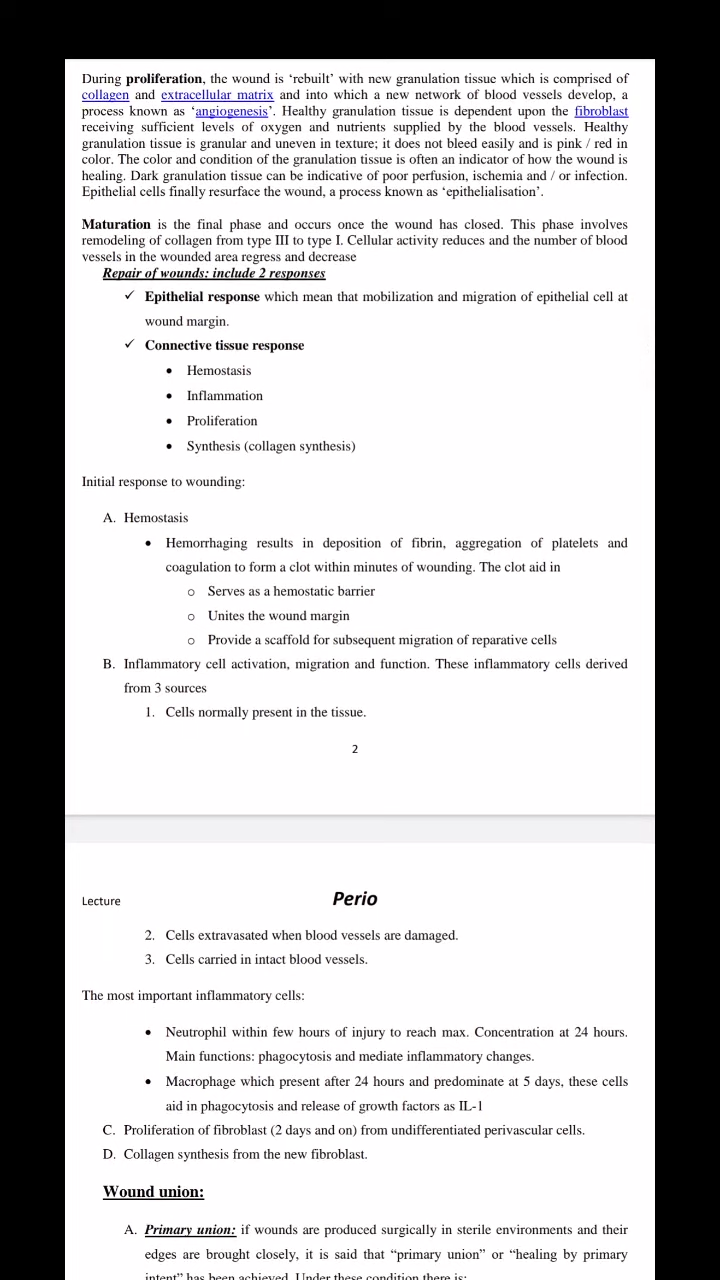 During proliferation, the wound is ‘rebuilt’ with new granulation tissue which is comprised of
collagen and extracellular matrix and into which a new network of blood vessels develop, a
process known as ‘angiogenesis’. Healthy granulation tissue is dependent upon the fibroblast
receiving sufficient levels of oxygen and nutrients supplied by the blood vessels. Healthy
granulation tissue is granular and uneven in texture; it does not bleed easily and is pink / red in
color. The color and condition of the granulation tissue is often an indicator of how the wound is
healing. Dark granulation tissue can be indicative of poor perfusion, ischemia and / or infection.
Epithelial cells finally resurface the wound, a process known as ‘epithelialisation’.
Maturation is the final phase and occurs once the wound has closed. This phase involves
remodeling of collagen from type III to type I. Cellular activity reduces and the number of blood
vessels in the wounded area regress and decrease
Repair of wounds: include 2 responses
✓ Epithelial response which mean that mobilization and migration of epithelial cell at
wound margin.
✓ Connective tissue response
• Hemostasis
• Inflammation
• Proliferation
• Synthesis (collagen synthesis)
Initial response to wounding:
A. Hemostasis
• Hemorrhaging results in deposition of fibrin, aggregation of platelets and
coagulation to form a clot within minutes of wounding. The clot aid in
o Serves as a hemostatic barrier
o Unites the wound margin
o Provide a scaffold for subsequent migration of reparative cells
B. Inflammatory cell activation, migration and function. These inflammatory cells derived
from 3 sources
1. Cells normally present in the tissue.
2
Lecture Perio
2. Cells extravasated when blood vessels are damaged.
3. Cells carried in intact blood vessels.
The most important inflammatory cells:
• Neutrophil within few hours of injury to reach max. Concentration at 24 hours.
Main functions: phagocytosis and mediate inflammatory changes.
• Macrophage which present after 24 hours and predominate at 5 days, these cells
aid in phagocytosis and release of growth factors as IL-1
C. Proliferation of fibroblast (2 days and on) from undifferentiated perivascular cells.
D. Collagen synthesis from the new fibroblast.
Wound union:
A. Primary union: if wounds are produced surgically in sterile environments and their
edges are brought closely, it is said that “primary union” or “healing by primary
intent” has been achieved. Under these condition there is: